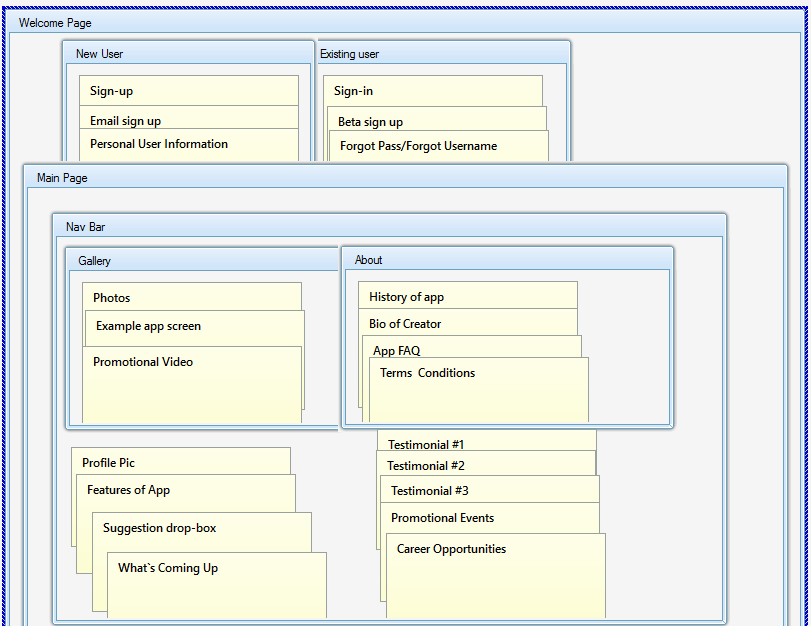 Welcome Page
New User
Existing user
Sign-up
Sign-in
Email sign up
Beta sign up
Personal User Information
Forgot Pass/Forgot Username
Main Page
Nav Bar
Gallery
About
Photos
History of app
Example app screen
Bio of Creator
App FAQ
Promotional Video
Terms  Conditions
Testimonial #1
Profile Pic
Testimonial #2
Features of App
Testimonial #3
Promotional Events
Suggestion drop-box
Career Opportunities
What`s Coming Up